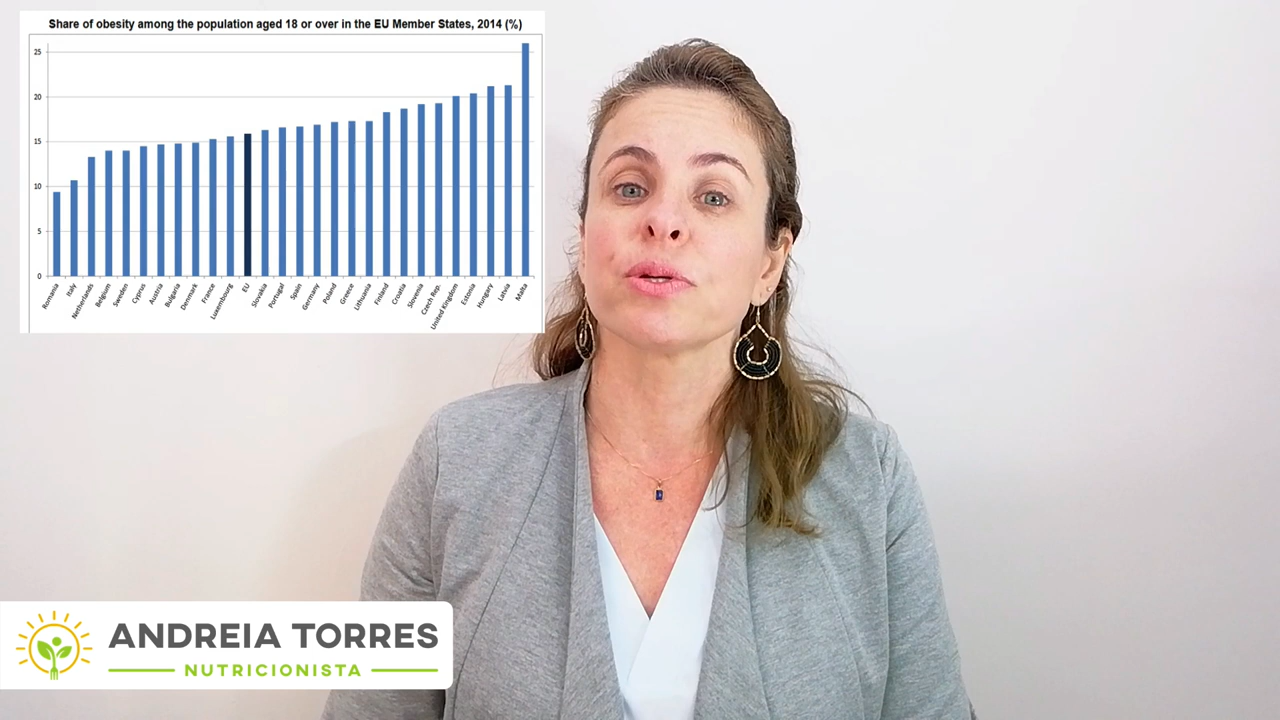 Share of obesity among the population aged 18 or over in the EU Member States, 2014 (%)
25
20
15
10
5
0
Romania
Italy
Netherlands
Belgium
Sweden
Cyprus
Austria
Bulgaria
Denmark
France
Luxembourg
EU
Slovakia
Portugal
Spain
Germany
Poland
Greece
Lithuania
Finland
Croatia
Slovenia
Czech Rep.
United Kingdom
Estonia
Hungary
Latvia
Malta
ANDREIA TORRES
NUTRICIONISTA